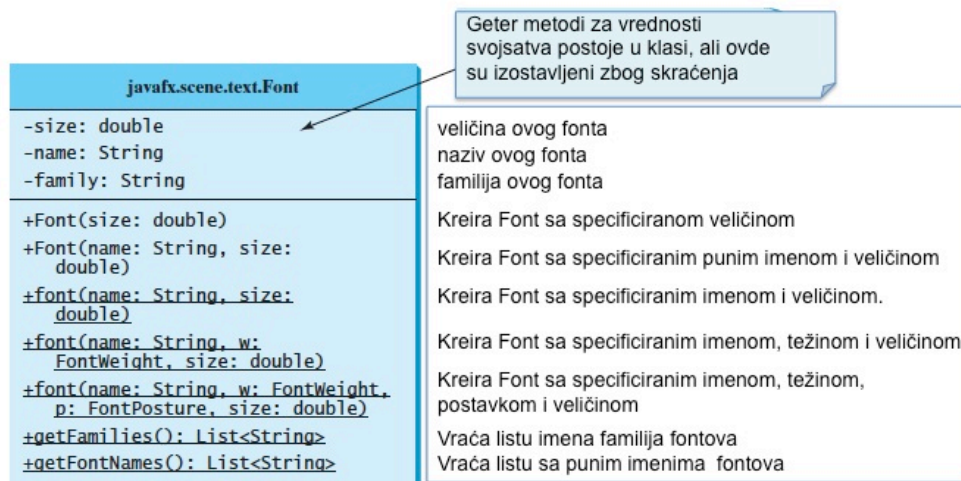 Geter metodi za vrednosti
svojsatva postoje u klasi, ali ovde
su izostavljeni zbog skraćenja
javafx.scene.text.Font
-size: double
-name: String
-family: String
veličina ovog fonta
naziv ovog fonta
familija ovog fonta
+Font(size: double)
Kreira Font sa specificiranom veličinom
+Font(name: String, size:
double)
Kreira Font sa specificiranim punim imenom i veličinom
+font(name: String, size:
double)
Kreira Font sa specificiranim imenom i veličinom.
+font(name: String, w:
FontWeight, size: double)
Kreira Font sa specificiranim imenom, težinom i veličinom
+font(name: String, w: FontWeight,
p: FontPosture, size: double)
Kreira Font sa specificiranim imenom, težinom,
postavkom i veličinom
+getFamilies(): List<String>
Vraća listu imena familija fontova
+getFontNames(): List<String>
Vraća listu sa punim imenima fontova